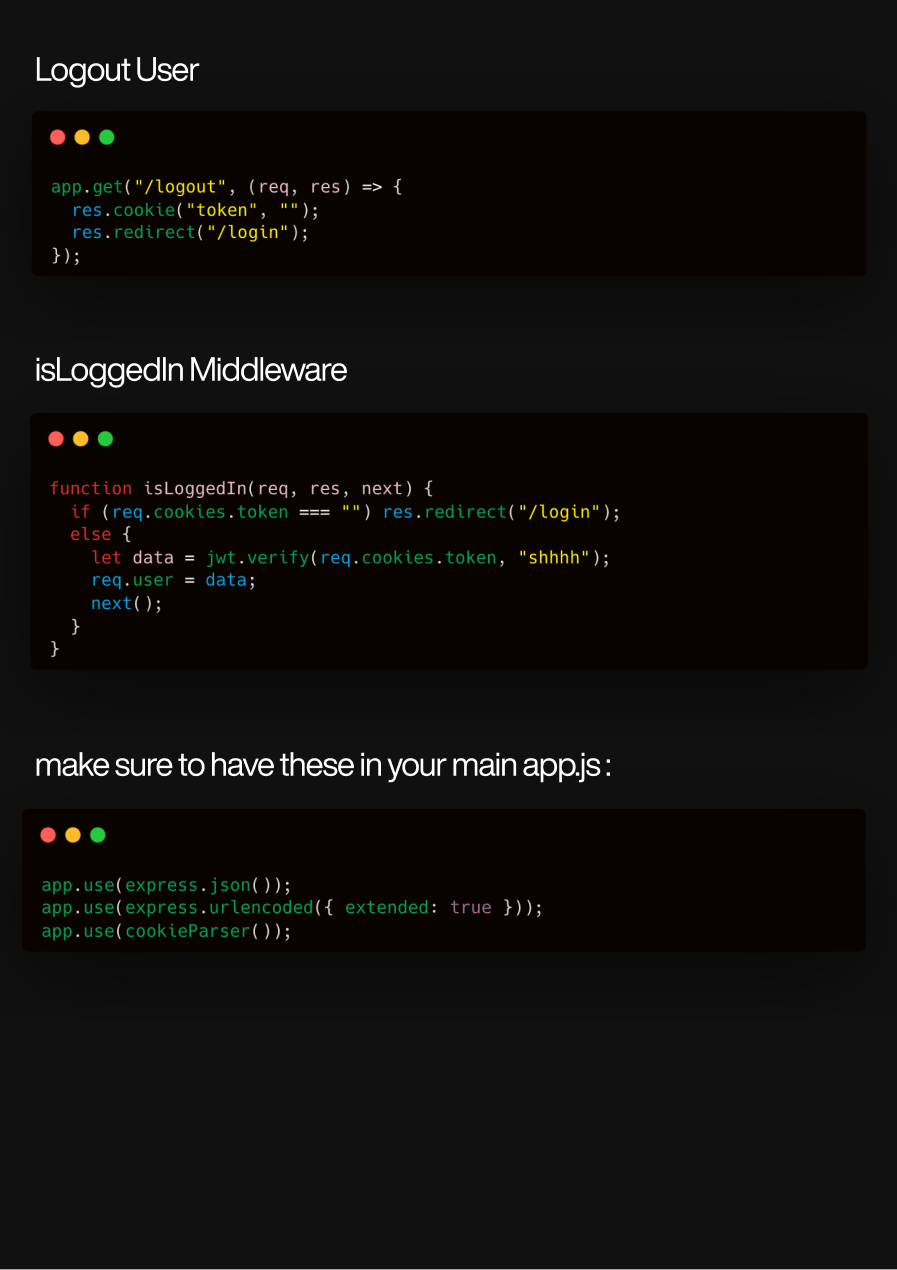 Logout User
app.get("/logout", (req, res) => {
  res.cookie("token", "");
  res.redirect("/login");
});
isLoggedIn Middleware
function isLoggedIn(req, res, next) {
  if (req.cookies.token === "") res.redirect("/login");
  else {
    let data = jwt.verify(req.cookies.token, "shhhh");
    req.user = data;
    next();
  }
}
make sure to have these in your main app.js :
app.use(express.json());
app.use(express.urlencoded({ extended: true }));
app.use(cookieParser());